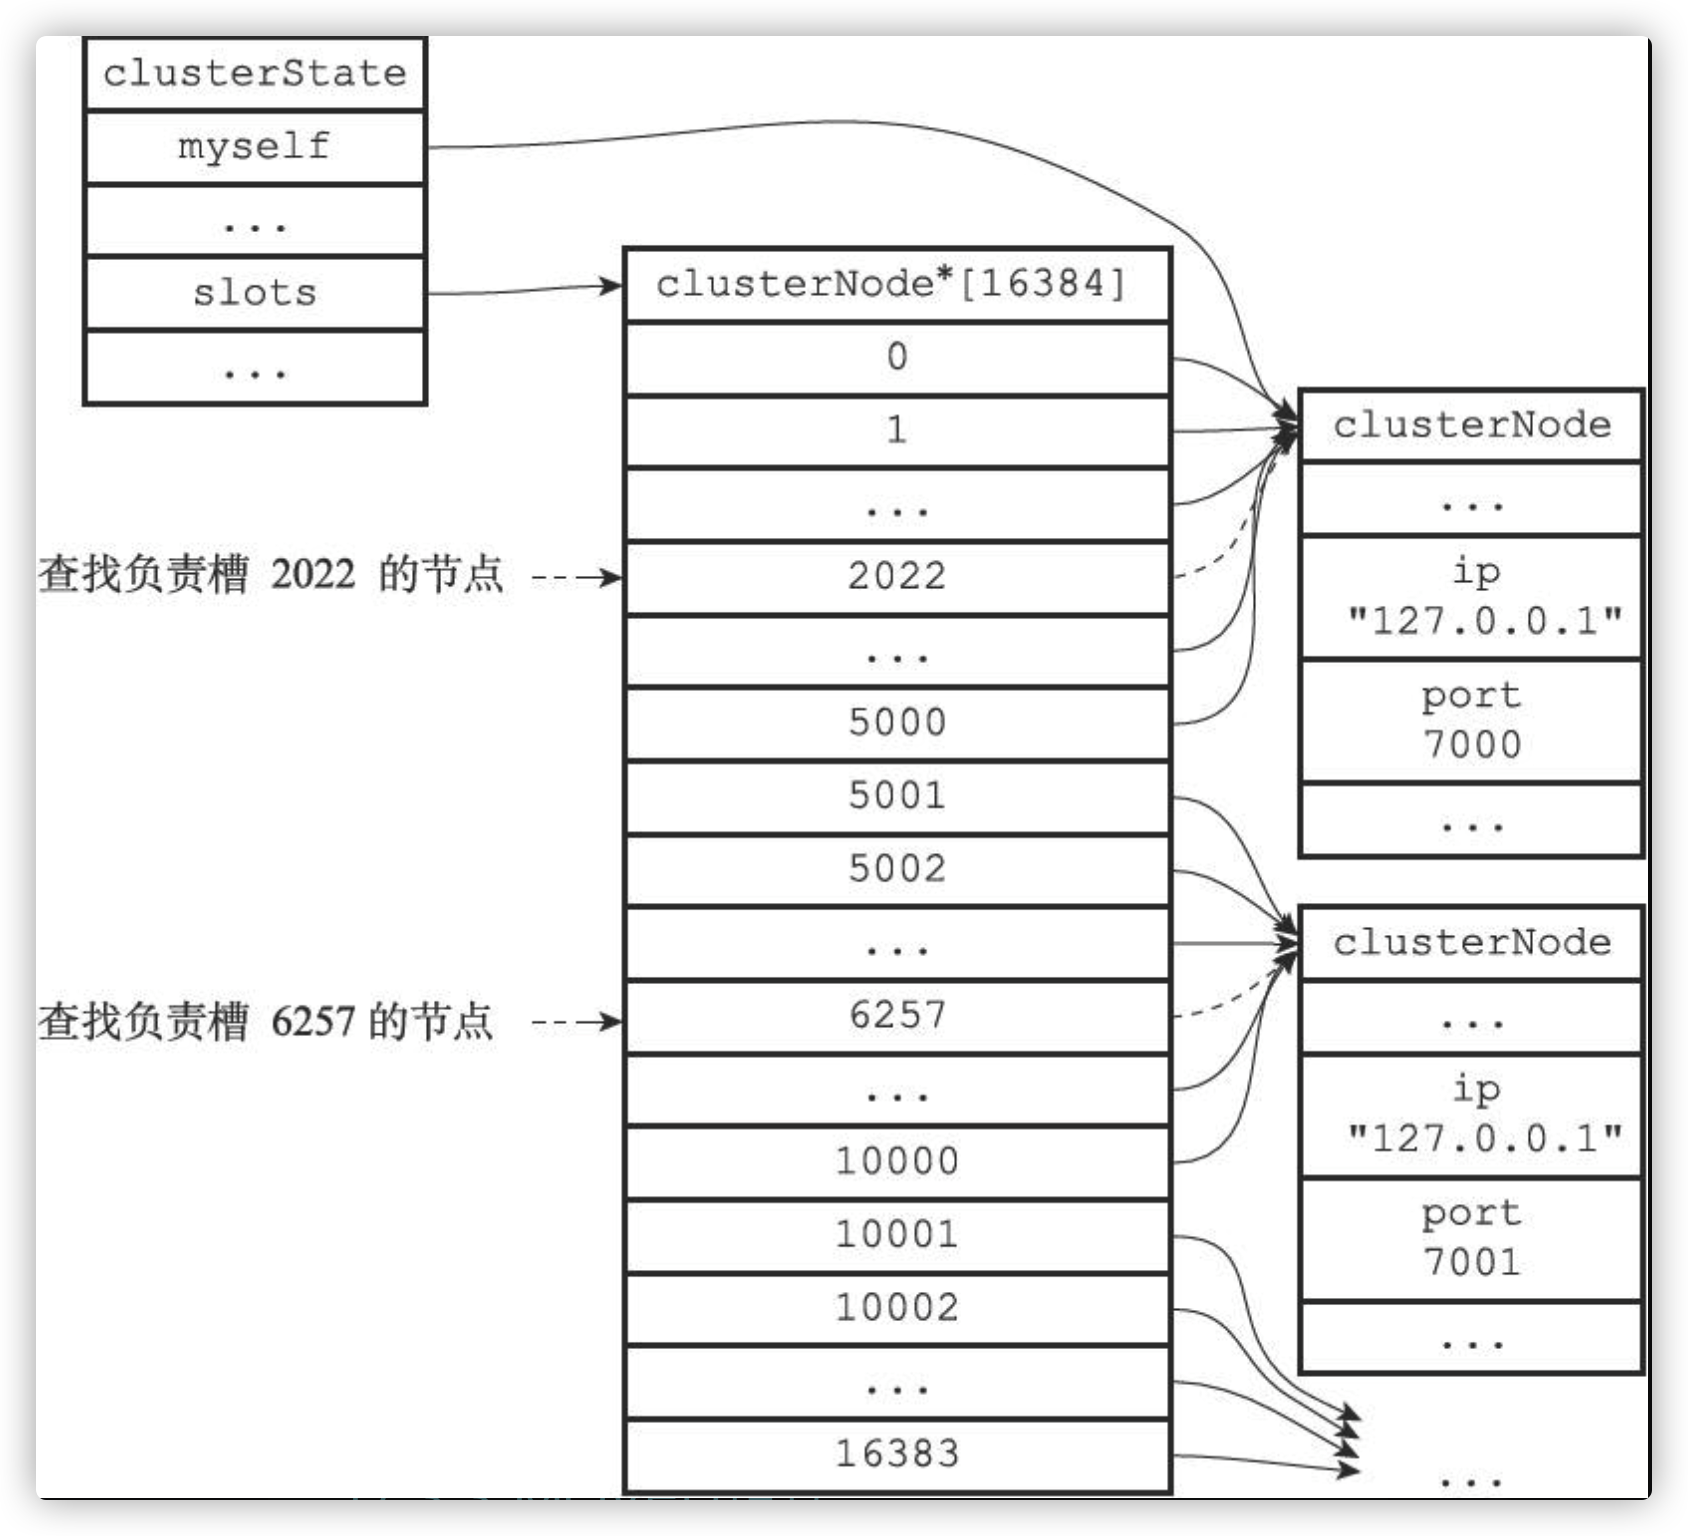 clusterState
myself
...
slots
...
clusterNode*[16384]
0
1
...
查找负责槽 2022 的节点
2022
...
5000
5001
5002
...
查找负责槽 6257 的节点
6257
...
10000
10001
10002
...
16383
clusterNode
...
ip
"127.0.0.1"
port
7000
...
clusterNode
...
ip
"127.0.0.1"
port
7001
...
...